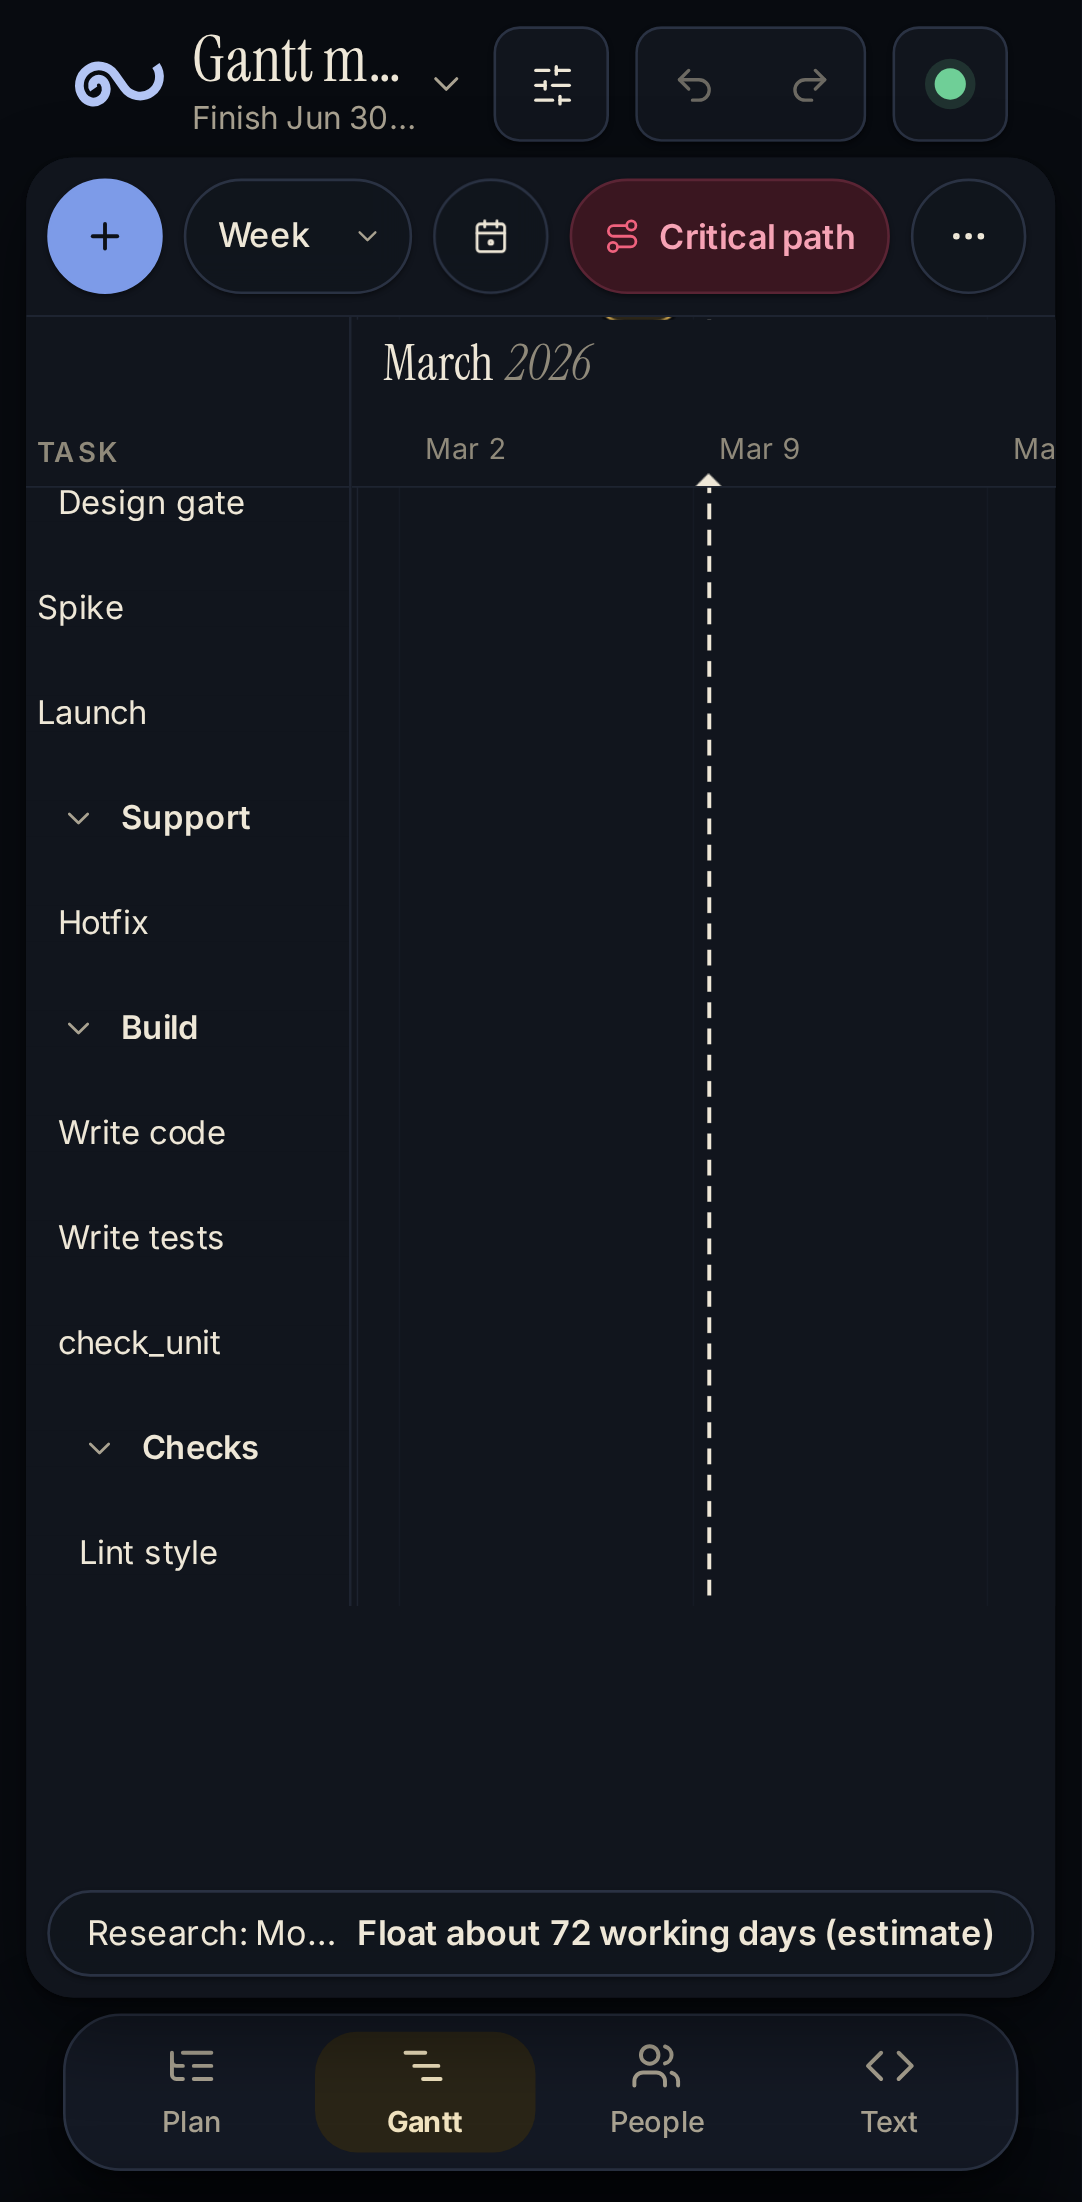 Gantt m...
Finish Jun 30...
Week
Critical path
March 2026
TASK
Mar 2
Mar 9
Ma
Design gate
Spike
Launch
Support
Hotfix
Build
Write code
Write tests
check_unit
Checks
Lint style
Research: Mo... Float about 72 working days (estimate)
Plan
Gantt
People
Text